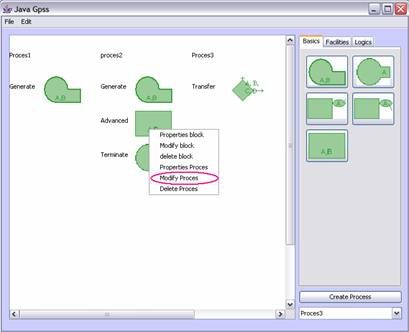 Java Gpss
File Edit
Proces1 proces2 Proces3
Basics Facilities Logics
Generate A,B Generate A,B Transfer A, B, C,D
A,B A
A A
Advanced A,B
Properties block
Modify block
delete block
Terminate
Properties Proces
Modify Proces
Delete Proces
A,B
Create Process
Proces3